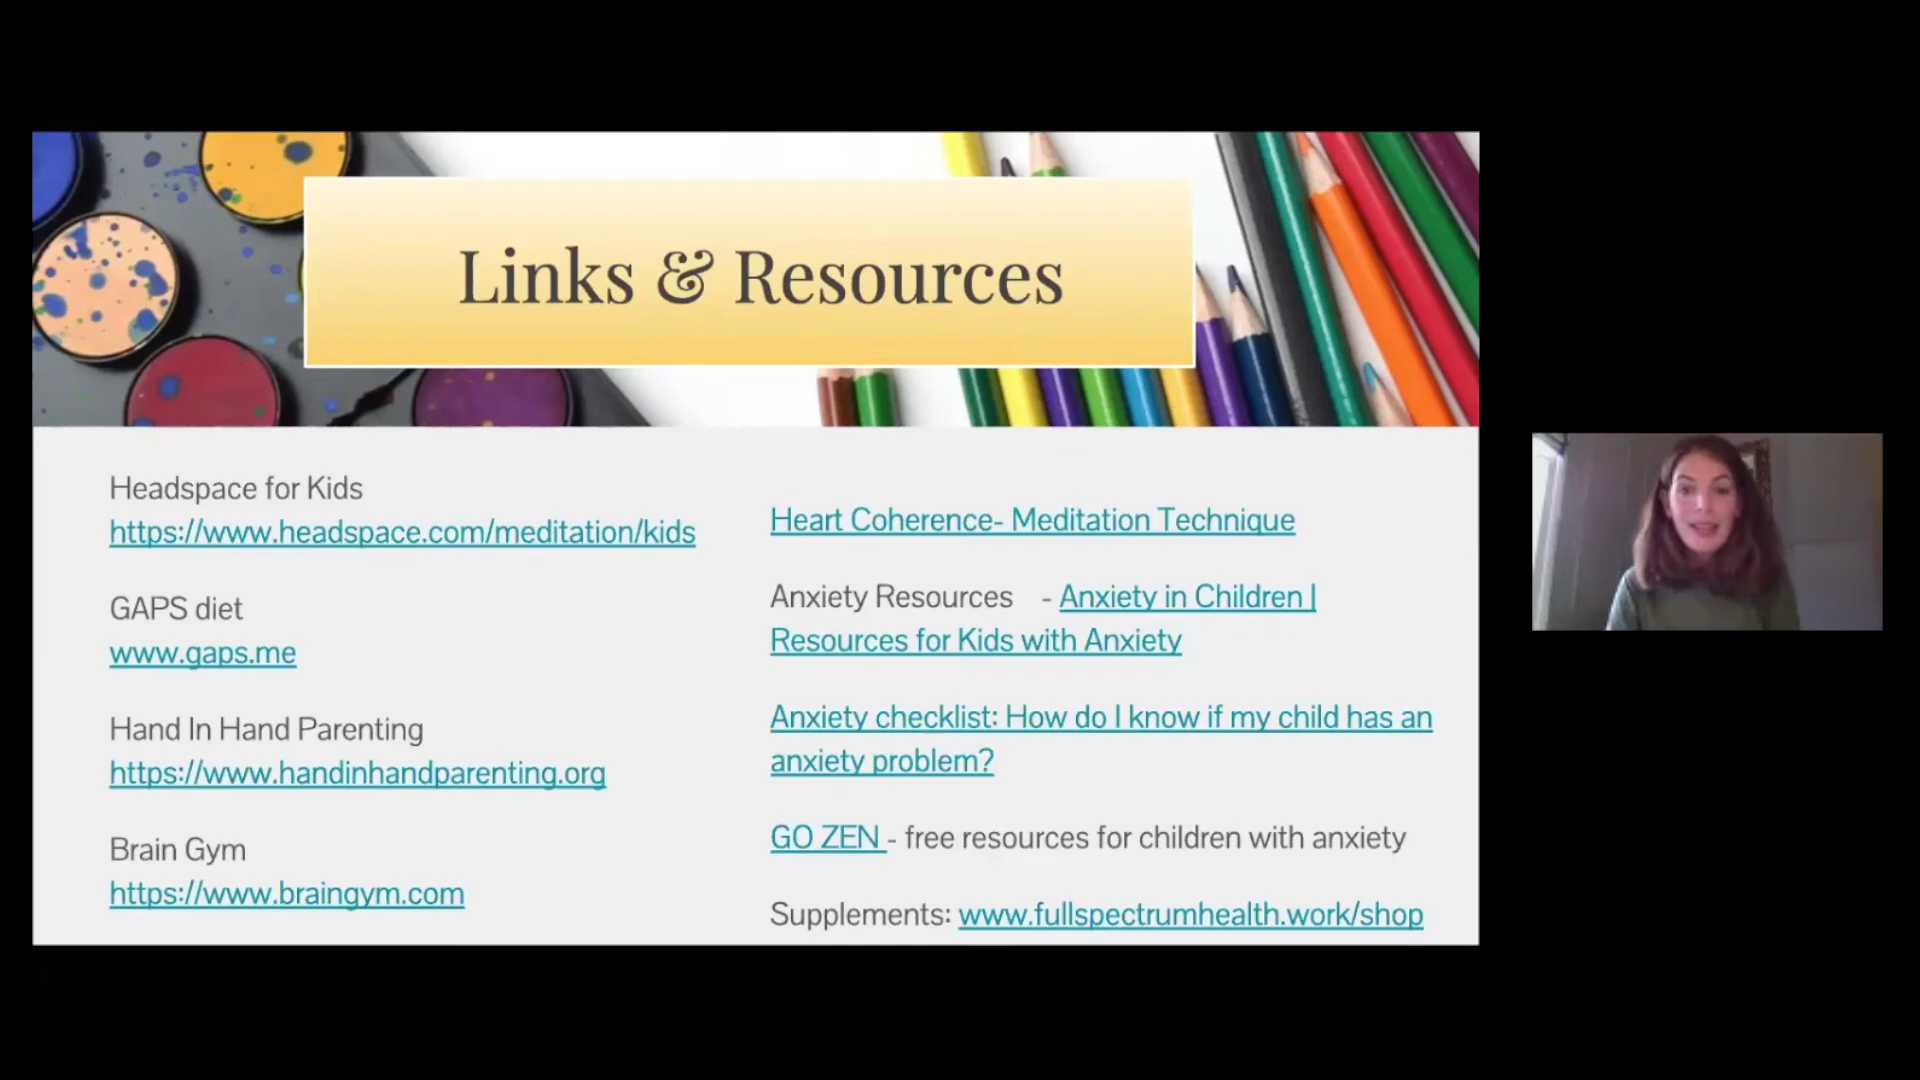 Links & Resources
Headspace for Kids
https://www.headspace.com/meditation/kids
GAPS diet
www.gaps.me
Hand In Hand Parenting
https://www.handinhandparenting.org
Brain Gym
https://www.braingym.com
Heart Coherence- Meditation Technique
Anxiety Resources - Anxiety in Children |
Resources for Kids with Anxiety
Anxiety checklist: How do I know if my child has an
anxiety problem?
GO ZEN - free resources for children with anxiety
Supplements: www.fullspectrumhealth.work/shop